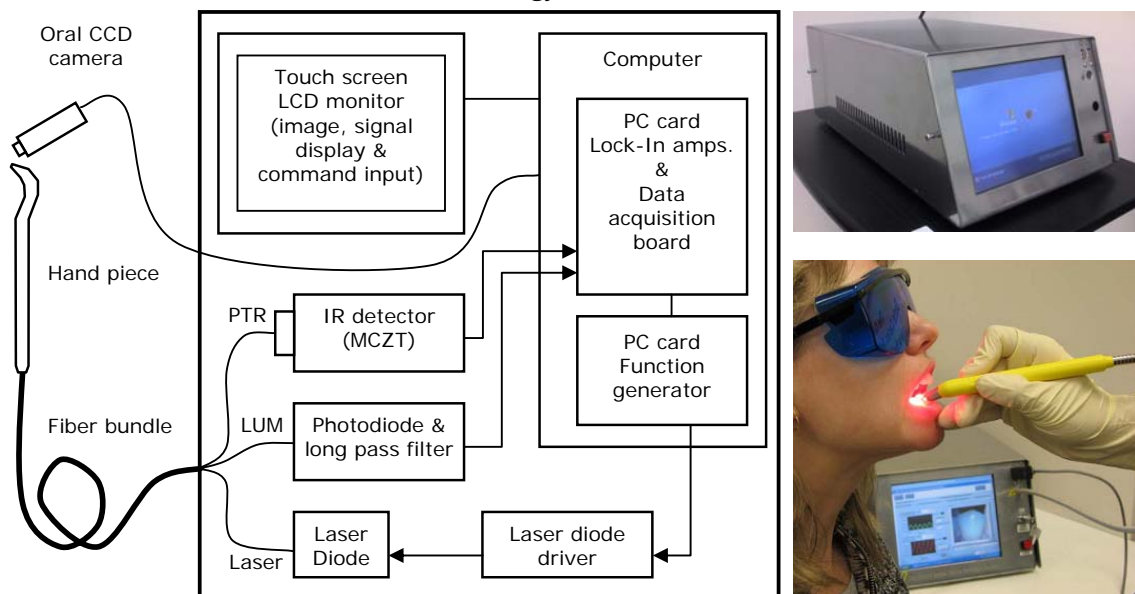 Oral CCD
camera
Hand piece
Fiber bundle
Touch screen
LCD monitor
(image, signal
display &
command input)
Computer
PC card
Lock-In amps.
&
Data
acquisition
board
PTR
IR detector
(MCZT)
PC card
Function
generator
LUM
Photodiode &
long pass filter
Laser
Laser
Diode
Laser diode
driver